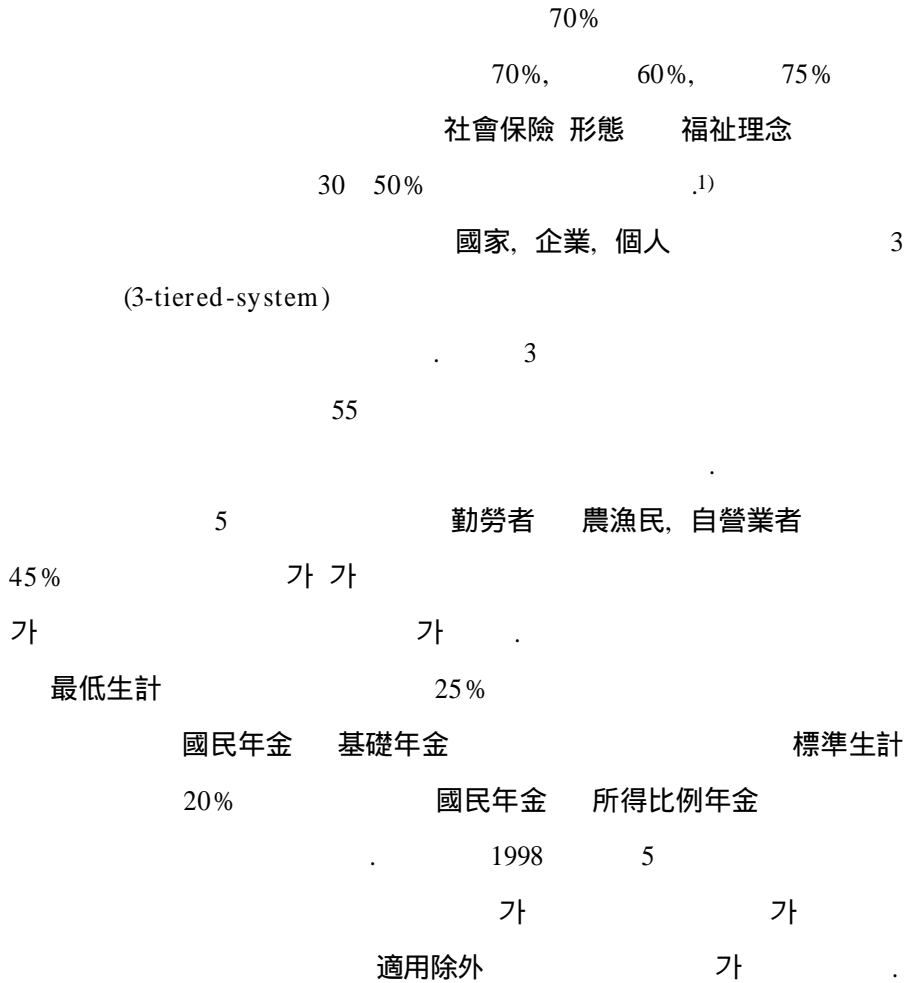 70%
70%, 60%, 75%
社會保險 形態 福祉理念
30 50% .1)
國家, 企業, 個人 3
(3-tiered-system)
. 3
55
.
5 勤勞者 農漁民, 自營業者
45% 가 가
가 가 .
最低生計 25%
國民年金 基礎年金 標準生計
20% 國民年金 所得比例年金
. 1998 5
가 가
適用除外 가 .